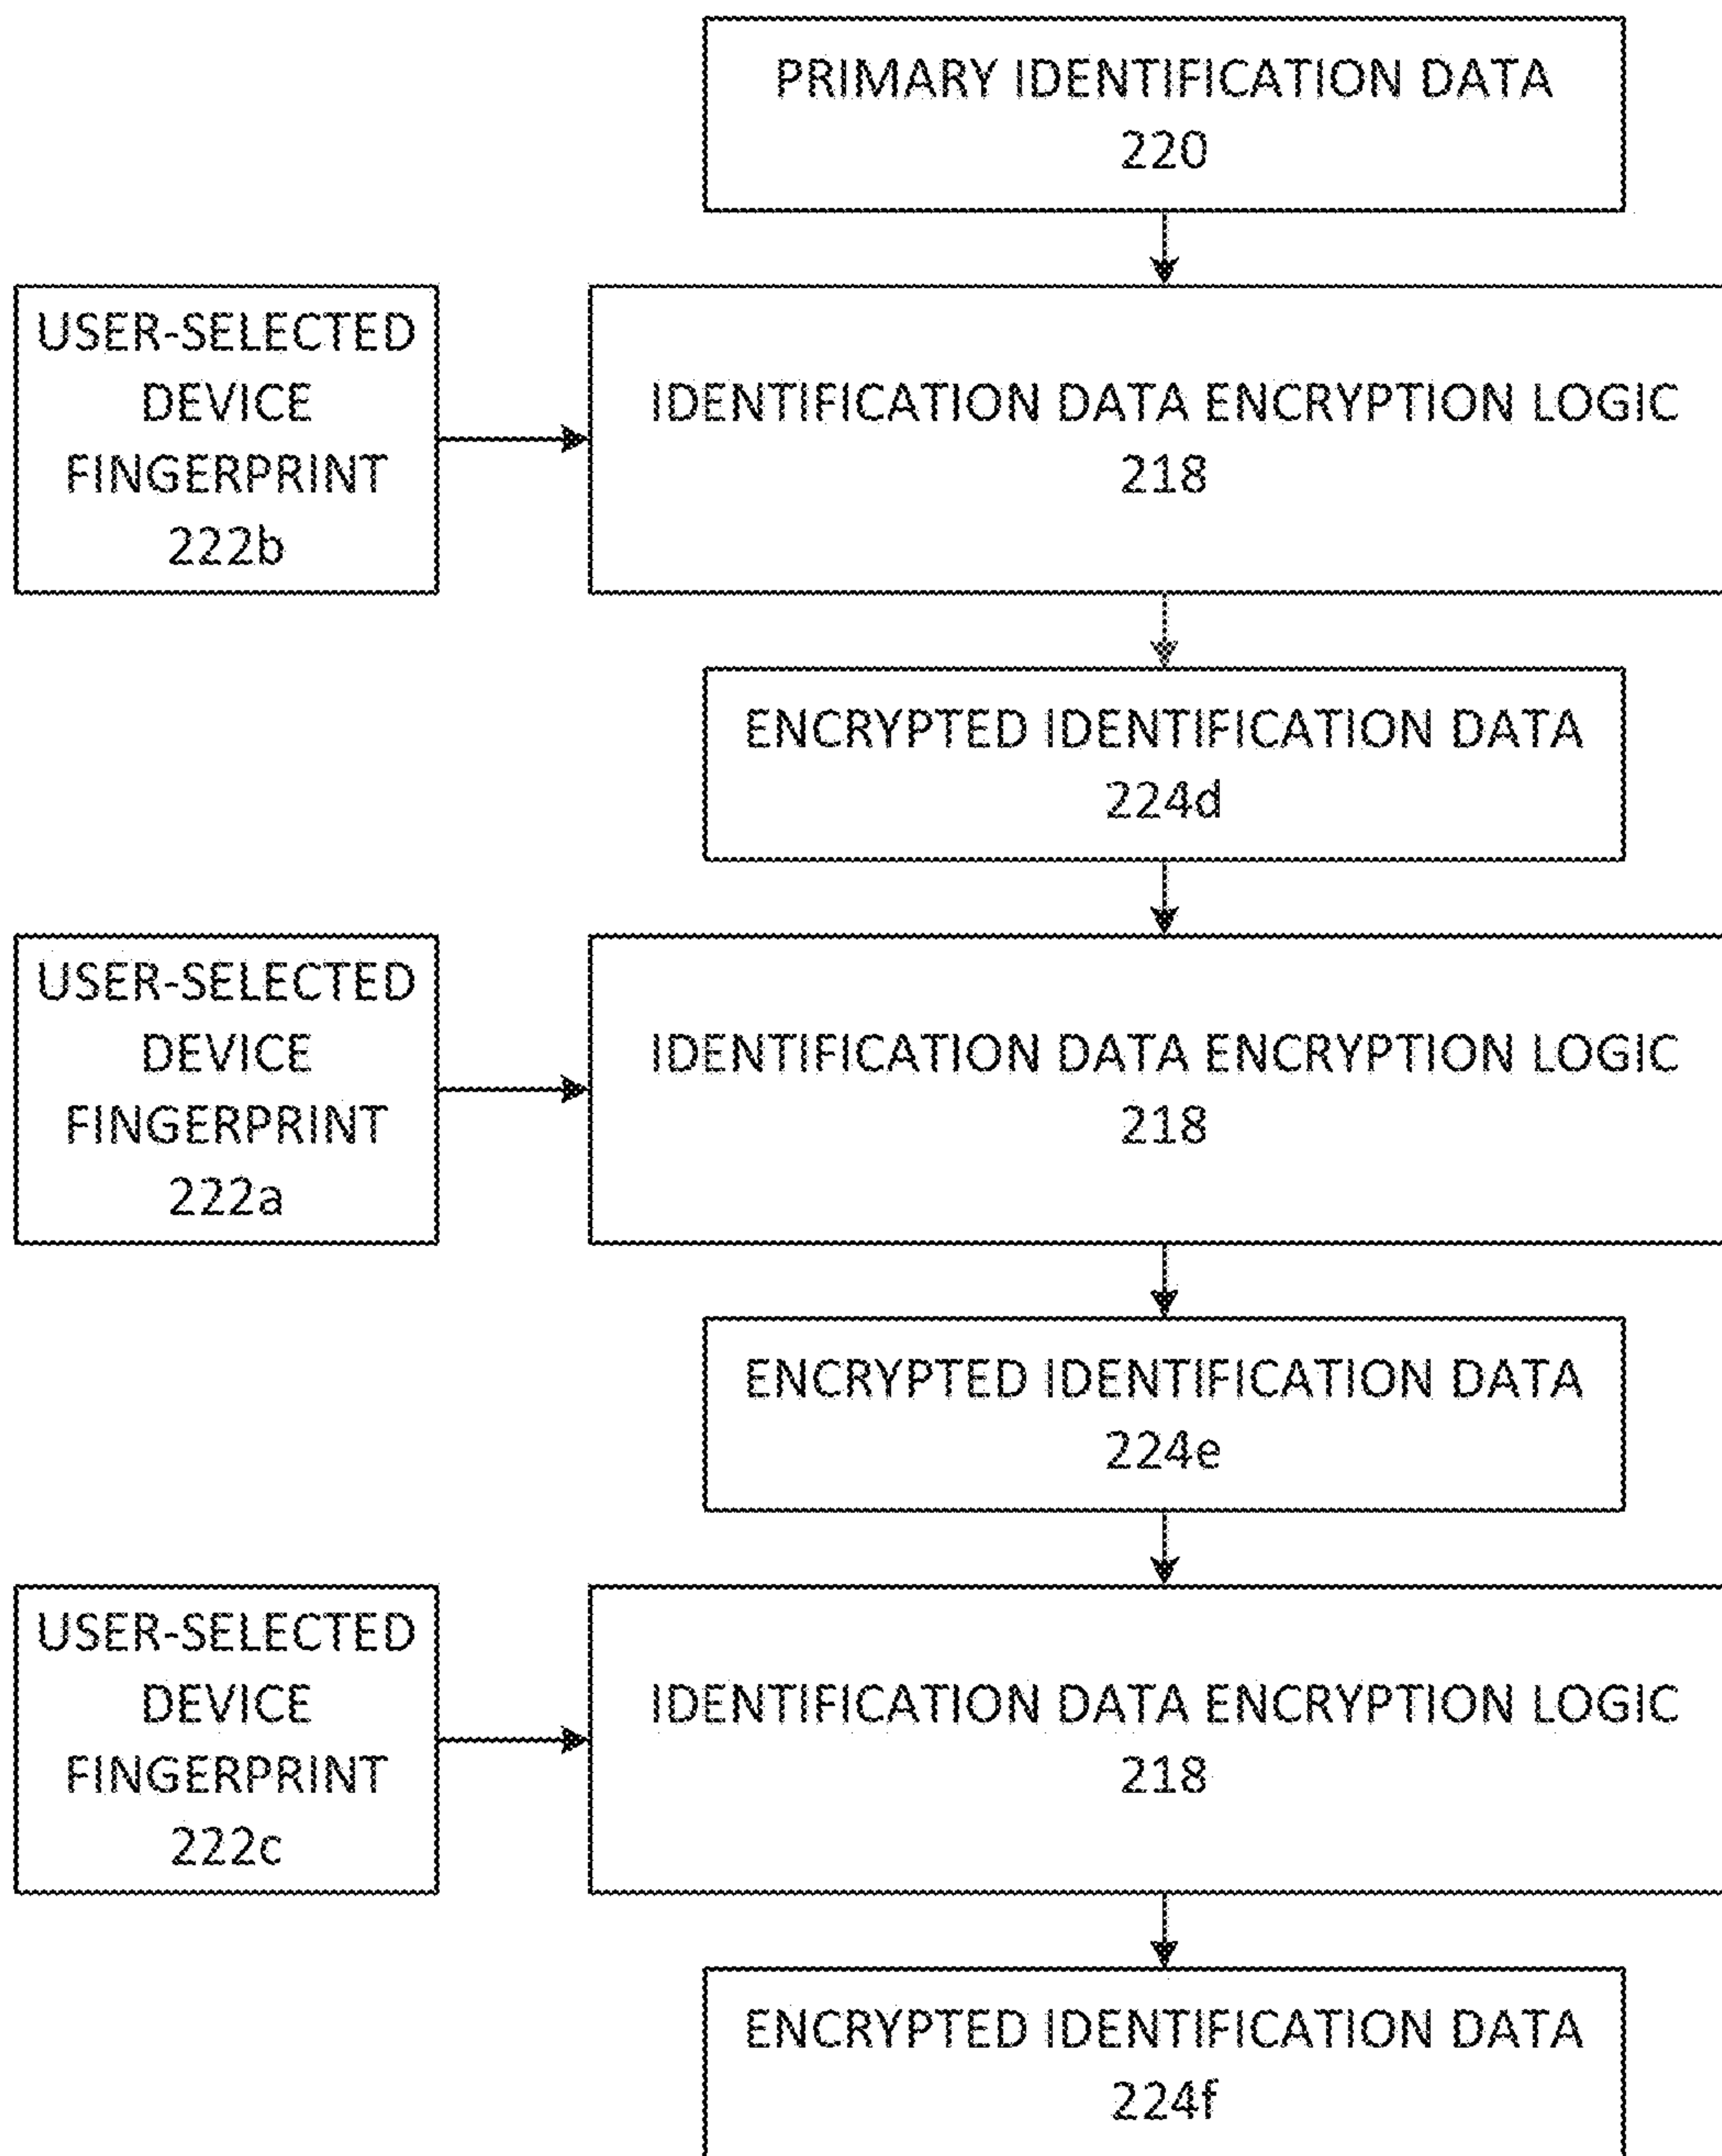 PRIMARY IDENTIFICATION DATA
220
USER-SELECTED
DEVICE
FINGERPRINT
222b
IDENTIFICATION DATA ENCRYPTION LOGIC
218
ENCRYPTED IDENTIFICATION DATA
224d
USER-SELECTED
DEVICE
FINGERPRINT
222a
IDENTIFICATION DATA ENCRYPTION LOGIC
218
ENCRYPTED IDENTIFICATION DATA
224e
USER-SELECTED
DEVICE
FINGERPRINT
222c
IDENTIFICATION DATA ENCRYPTION LOGIC
218
ENCRYPTED IDENTIFICATION DATA
224f